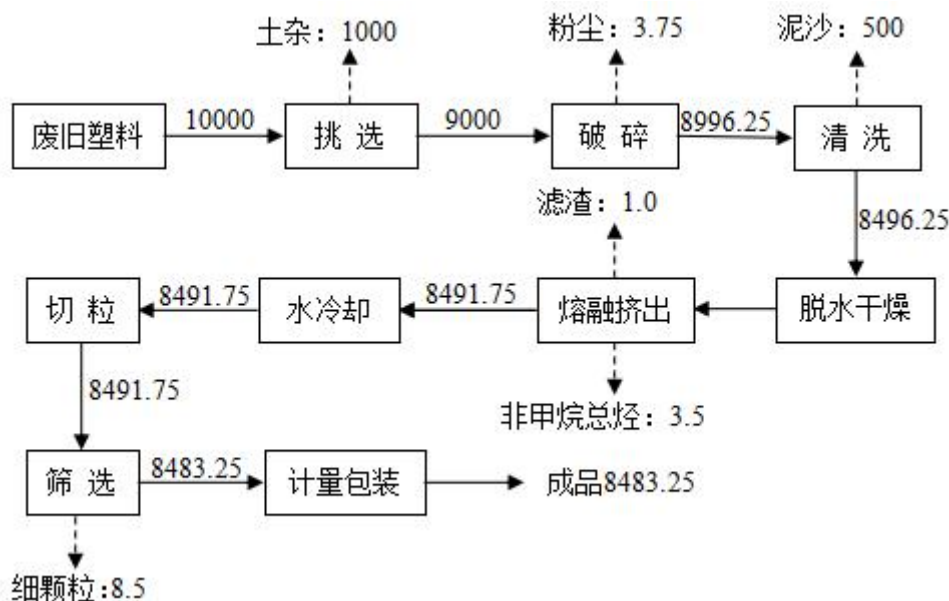 土杂：1000
粉尘：3.75
泥沙：500
废旧塑料
10000
挑 选
9000
破 碎
8996.25
清 洗
滤渣：1.0
8496.25
切 粒
8491.75
水冷却
8491.75
熔融挤出
脱水干燥
8491.75
非甲烷总烃：3.5
筛 选
8483.25
计量包装
成品8483.25
细颗粒:8.5